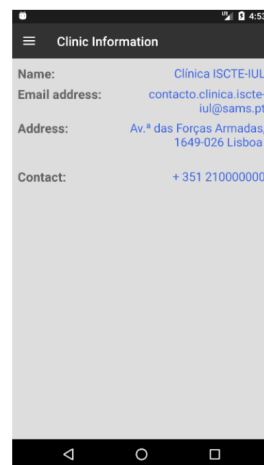 4:53
Clinic Information
Name: Clínica ISCTE-IUL
Email address: contacto.clinica.iscte-
iul@sams.pt
Address: Av.ª das Forças Armadas,
1649-026 Lisboa
Contact: + 351 210000000